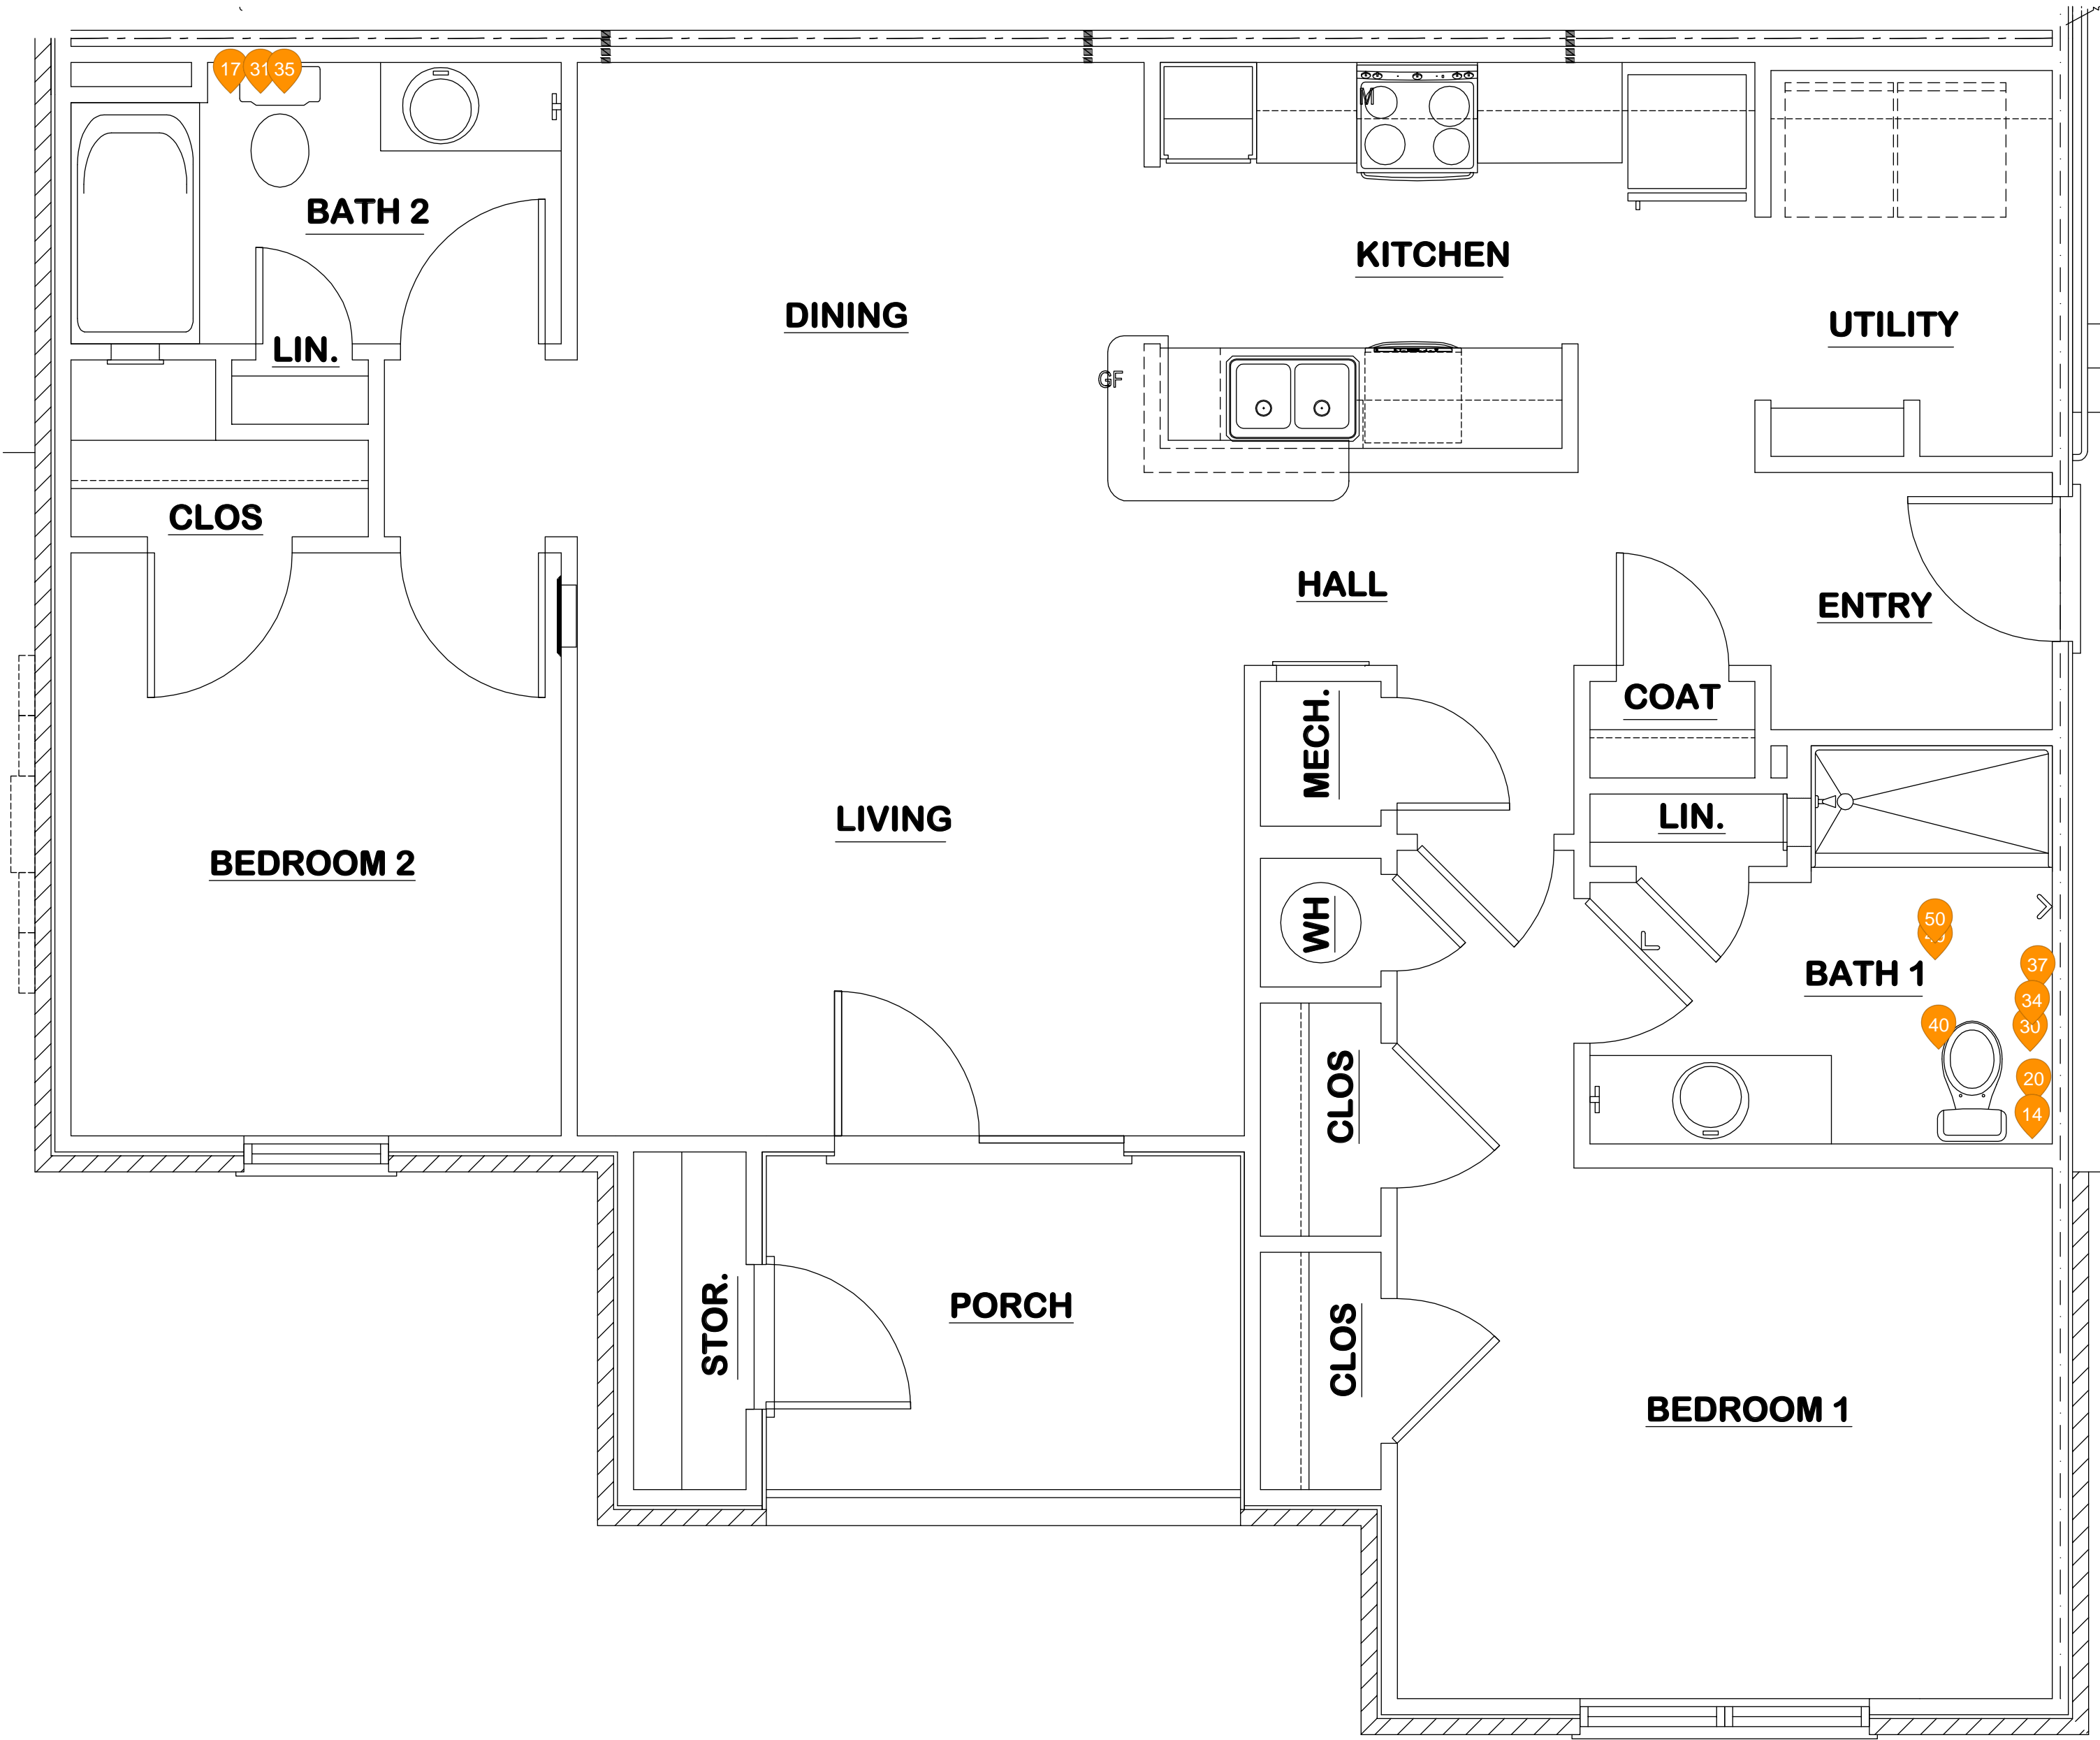 17 31 35
M
BATH 2
KITCHEN
DINING
UTILITY
LIN.
GF
CLOS
HALL
ENTRY
COAT
MECH.
LIVING
LIN.
BEDROOM 2
WH
50
BATH 1
37
34
40
30
20
14
CLOS
STOR.
PORCH
CLOS
BEDROOM 1